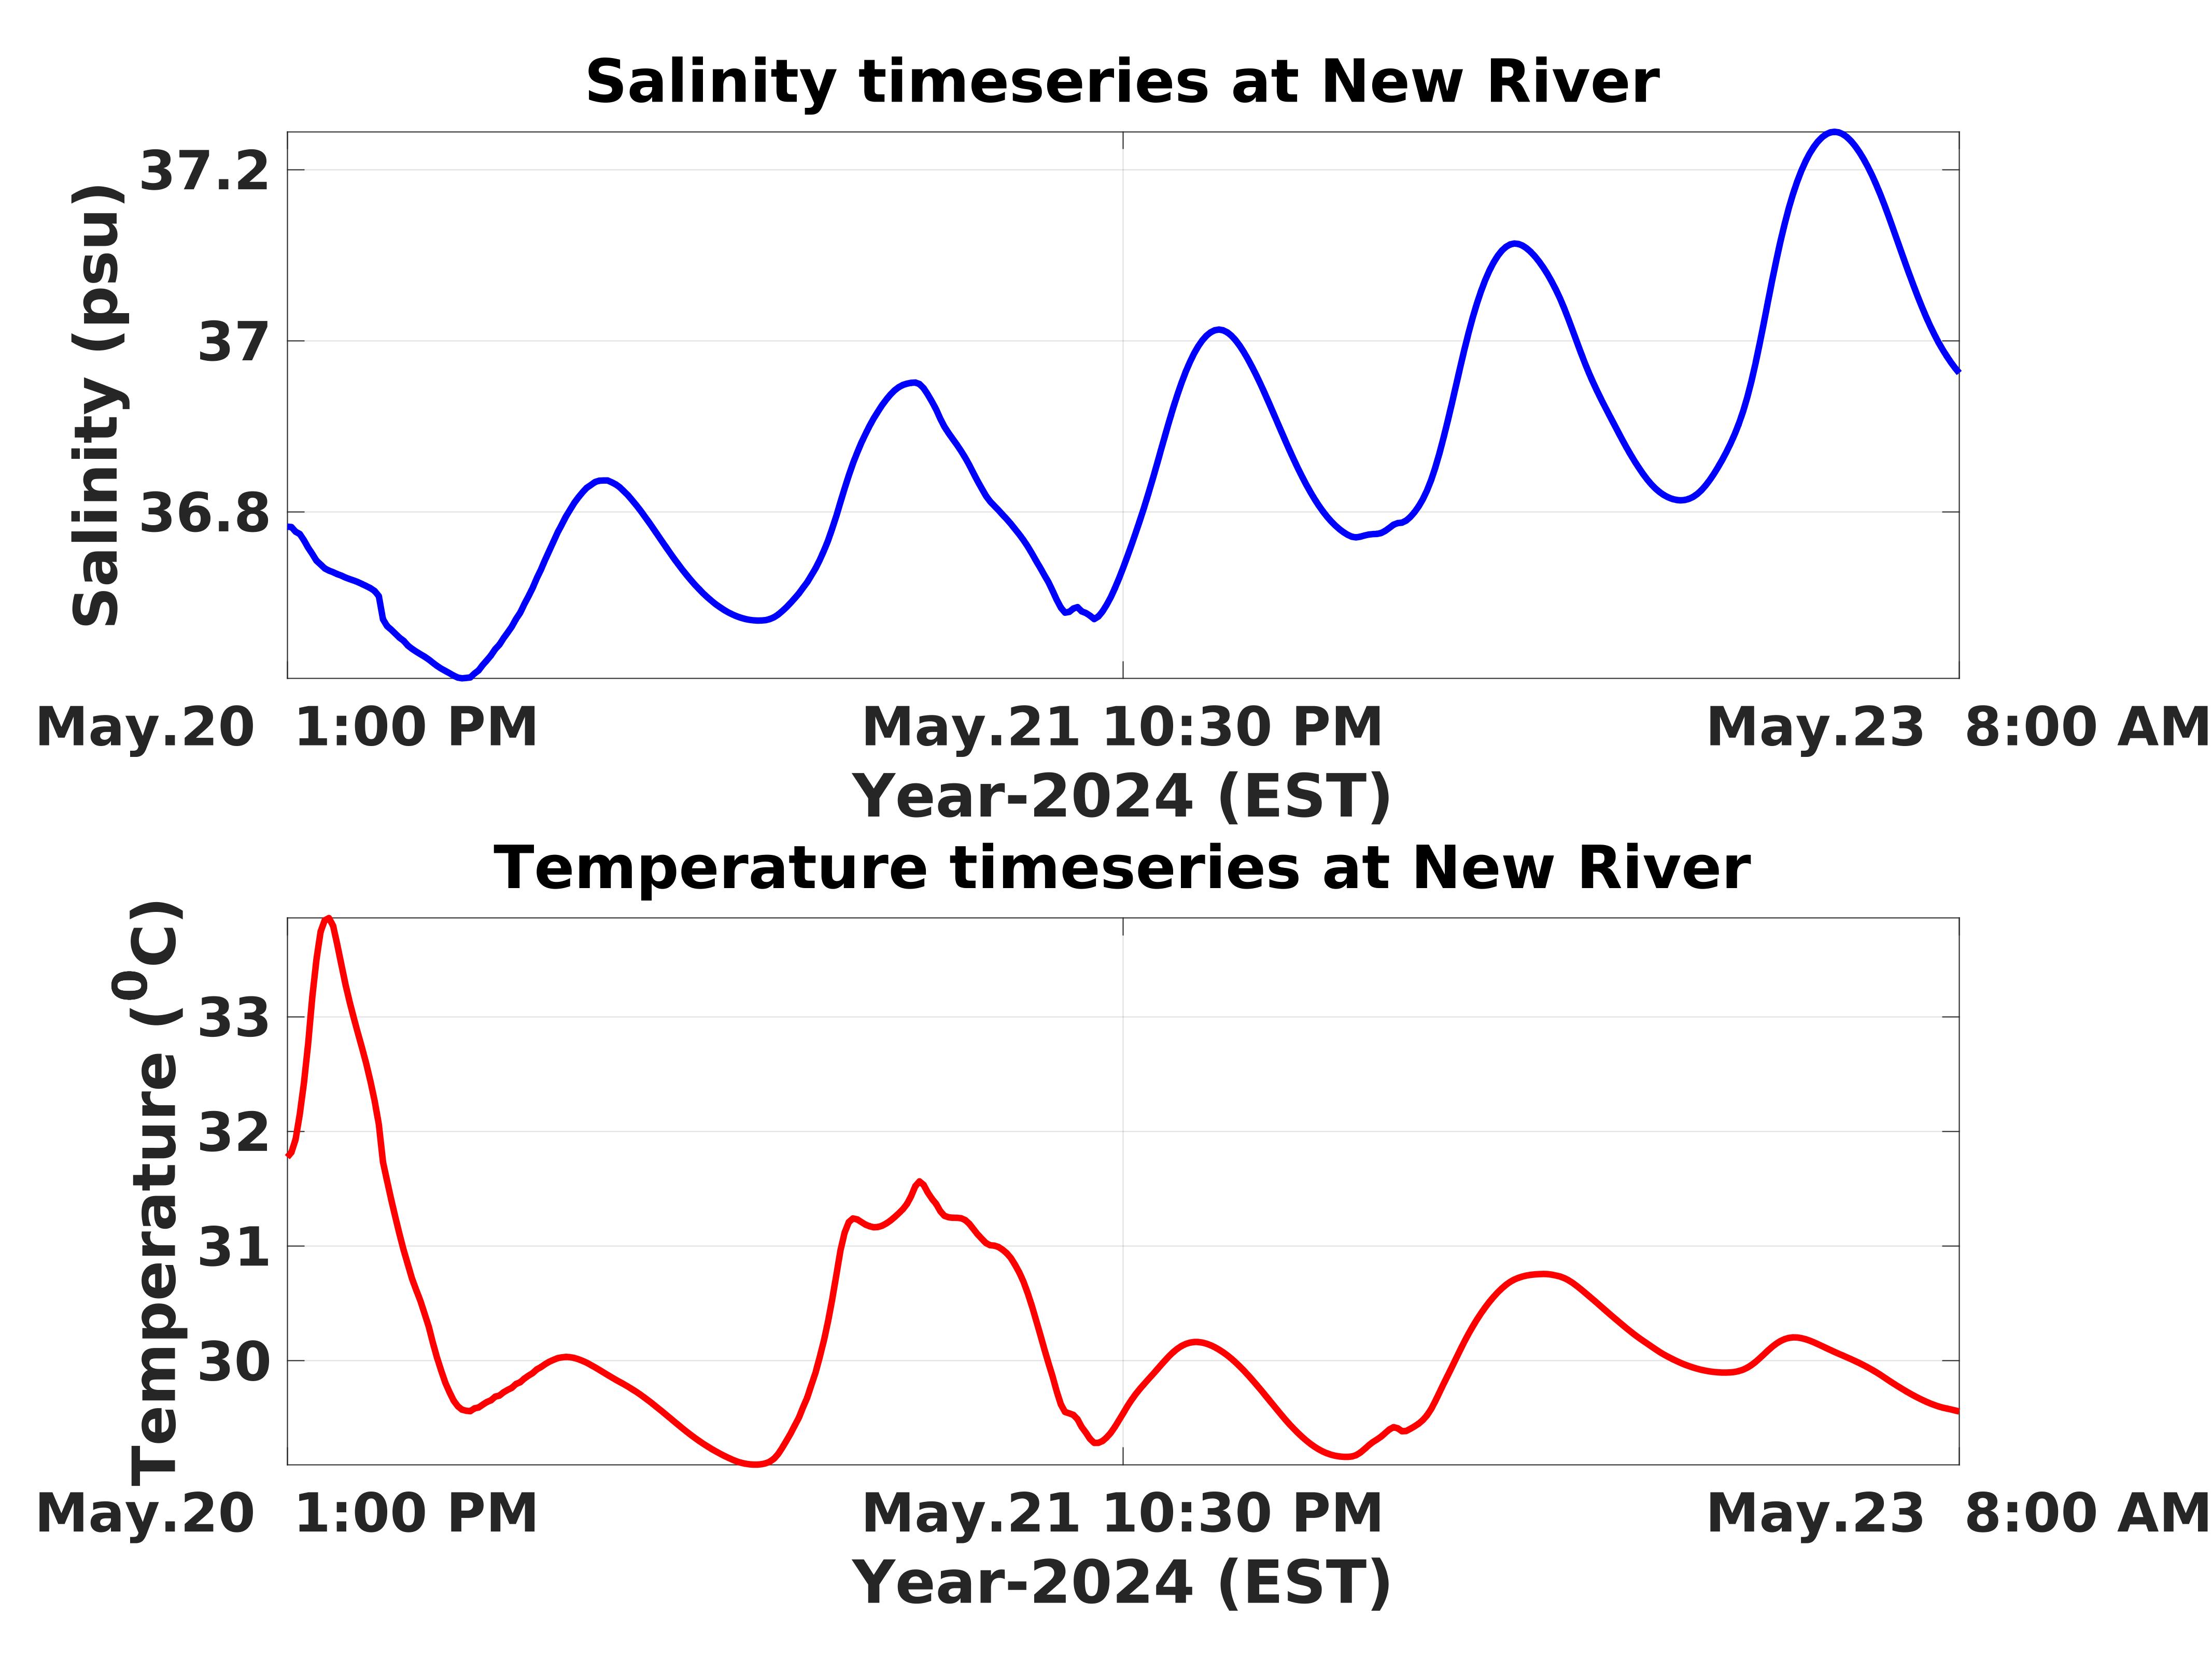 Salinity timeseries at New River
Salinity (psu)
37.2
37
36.8
May.20  1:00 PM May.21 10:30 PM May.23  8:00 AM
Year-2024 (EST)
Temperature timeseries at New River
Temperature (⁰C)
33
32
31
30
May.20  1:00 PM May.21 10:30 PM May.23  8:00 AM
Year-2024 (EST)